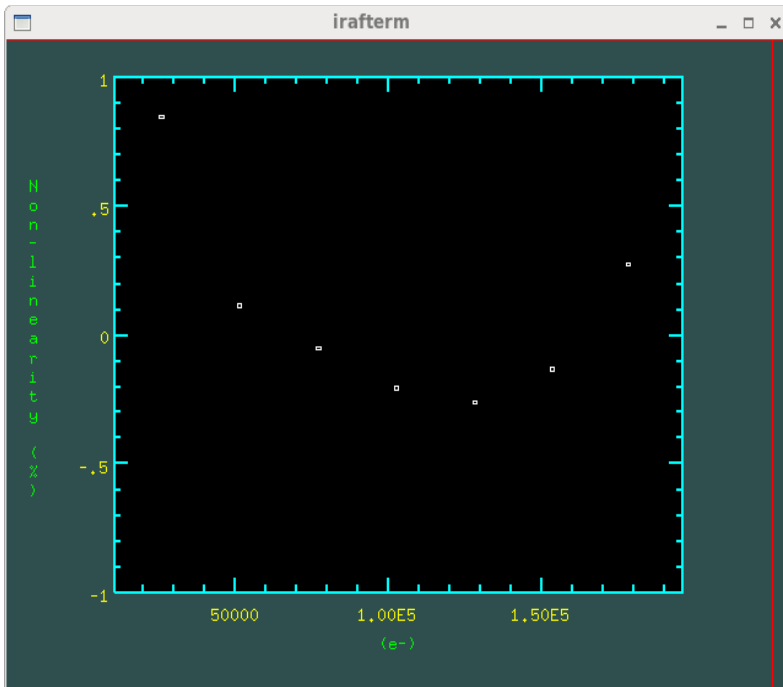 irafterm
1
.5
0
-.5
-1
Non-linearity (%)
50000 1.00E5 1.50E5
(e-)